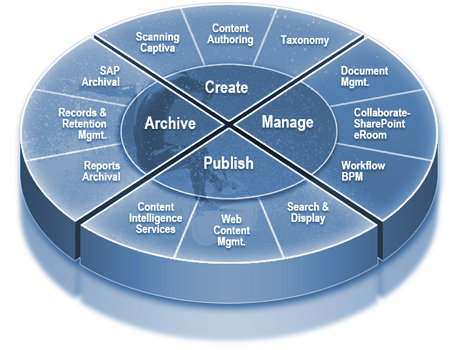 Scanning
Captiva
Content
Authoring
Taxonomy
SAP
Archival
Records &
Retention
Mgmt.
Reports
Archival
Create
Archive
Manage
Publish
Document
Mgmt.
Collaborate-
SharePoint
eRoom
Workflow
BPM
Content
Intelligence
Services
Web
Content
Mgmt.
Search &
Display